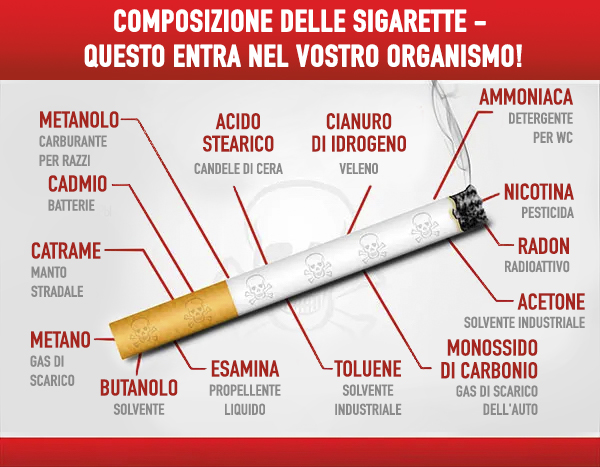 COMPOSIZIONE DELLE SIGARETTE -
QUESTO ENTRA NEL VOSTRO ORGANISMO!
METANOLO
CARBURANTE
PER RAZZI
ACIDO
STEARICO
CANDELE DI CERA
CIANURO
DI IDROGENO
VELENO
AMMONIACA
DETERGENTE
PER WC
CADMIO
BATTERIE
NICOTINA
PESTICIDA
CATRAME
MANTO
STRADALE
RADON
RADIOATTIVO
ACETONE
SOLVENTE INDUSTRIALE
METANO
GAS DI
SCARICO
BUTANOLO
SOLVENTE
ESAMINA
PROPELLENTE
LIQUIDO
TOLUENE
SOLVENTE
INDUSTRIALE
MONOSSIDO
DI CARBONIO
GAS DI SCARICO
DELL'AUTO